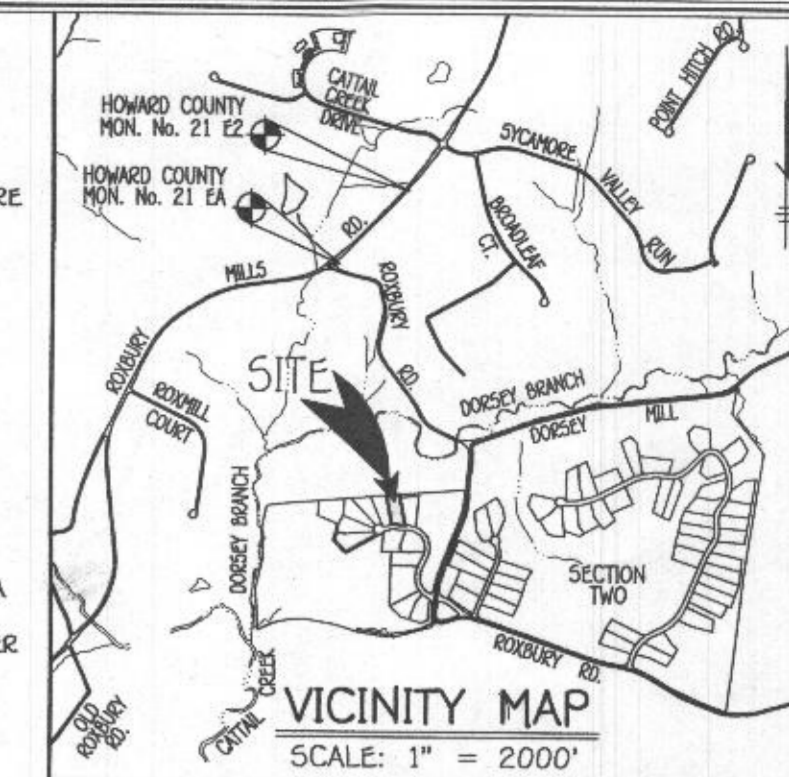 POINT HITCH RD.
CATTAIL
CREEK
DRIVE
HOWARD COUNTY
MON. No. 21 E2
SYCAMORE
VALLEY
RUN
HOWARD COUNTY
MON. No. 21 EA
RE
BROADLEAF
CT.
RD.
MILLS
ROXBURY
ROXBURY
RD.
SITE
DORSEY BRANCH
DORSEY
MILL
ROXMILL
COURT
DORSEY BRANCH
SECTION
TWO
A
R
ROXBURY RD.
OLD
ROXBURY
RD.
CATTAIL
CREEK
VICINITY MAP
SCALE: 1" = 2000'